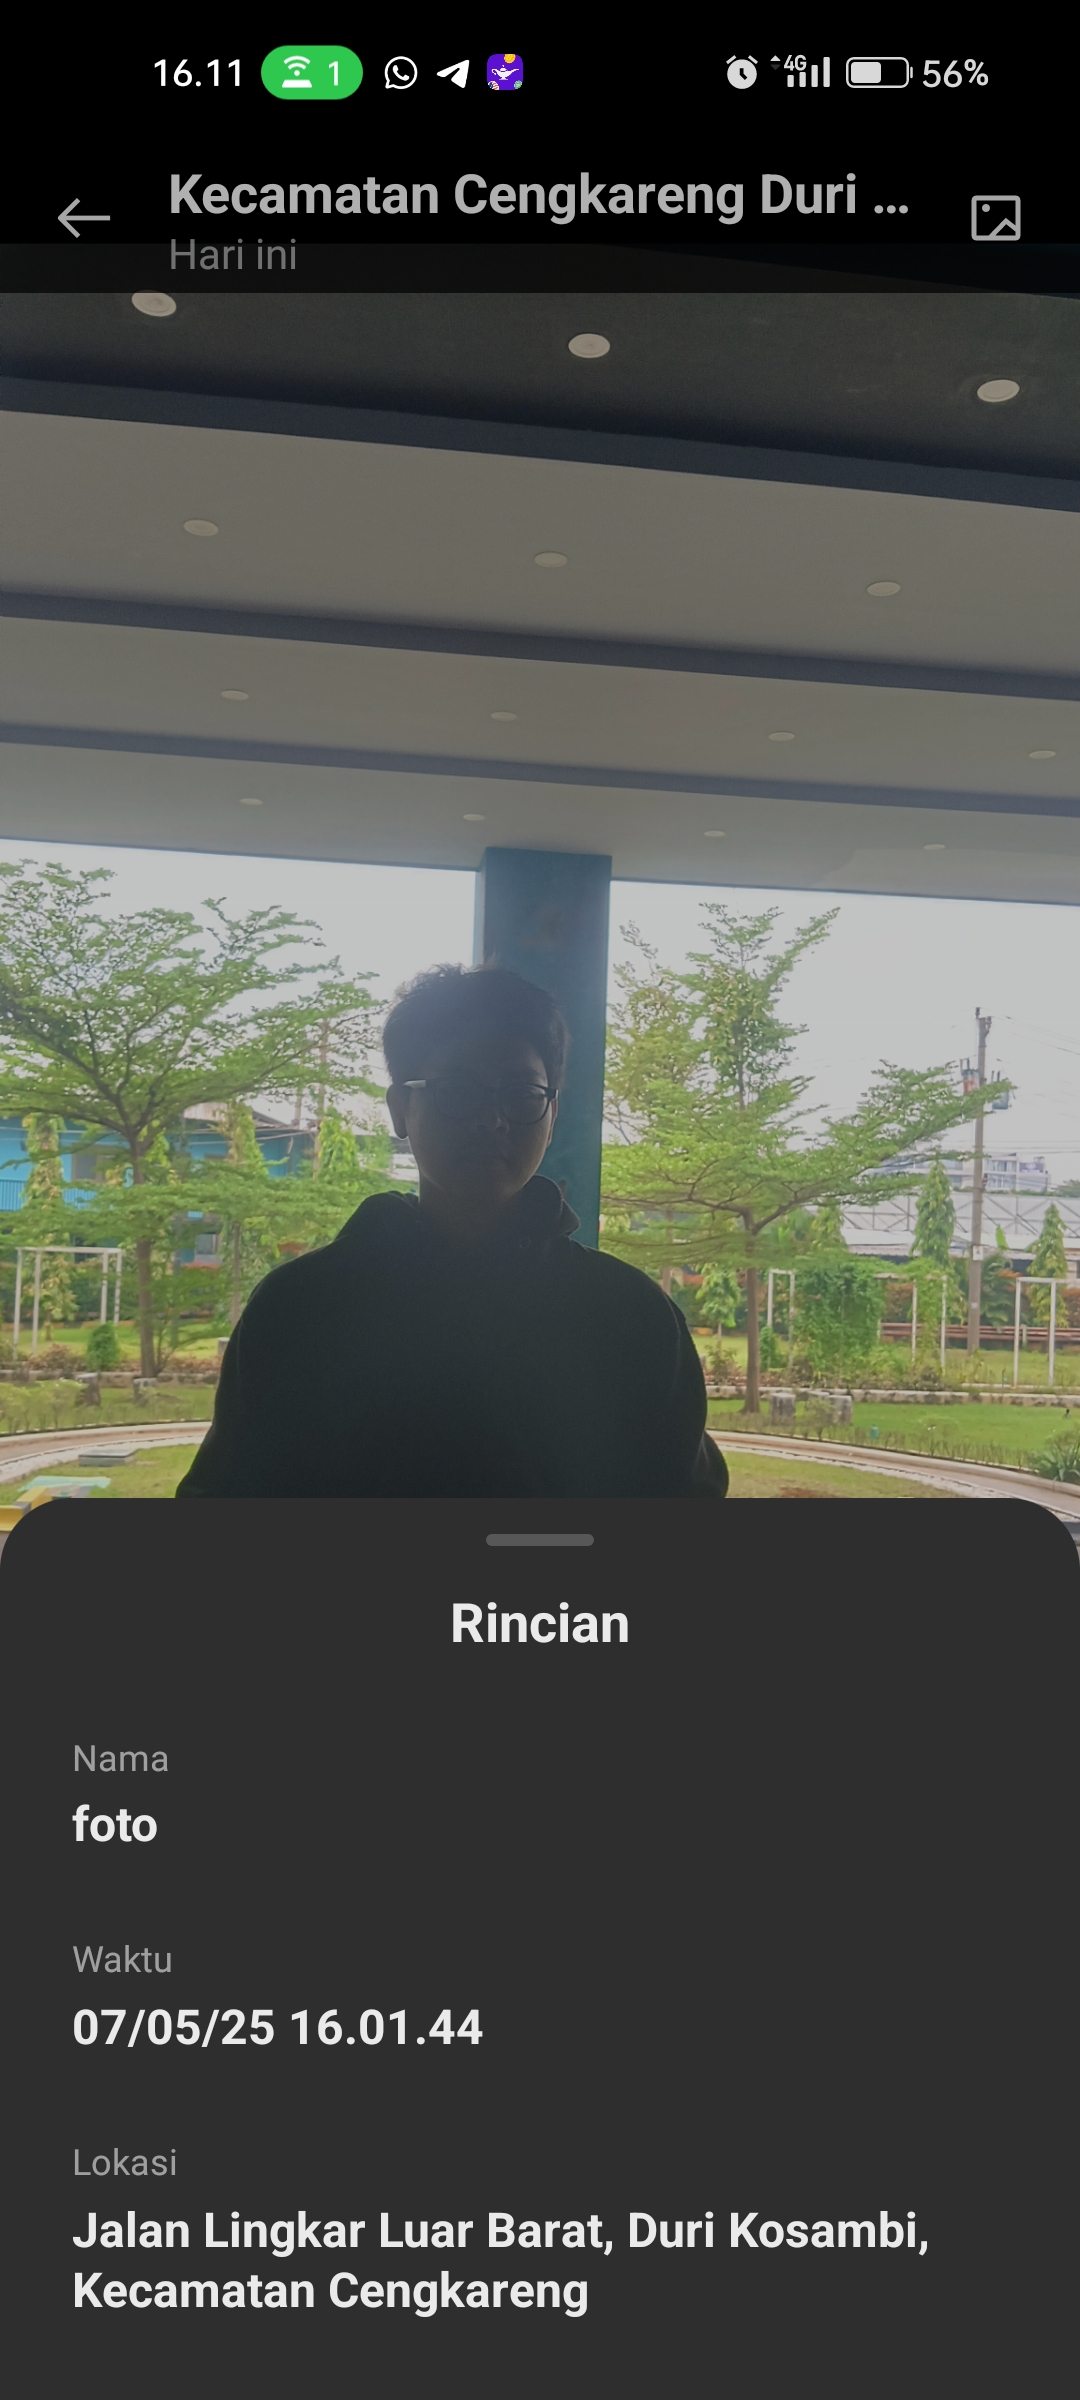 16.11 1 4G 56%
Kecamatan Cengkareng Duri ...
Hari ini
Rincian
Nama
foto
Waktu
07/05/25 16.01.44
Lokasi
Jalan Lingkar Luar Barat, Duri Kosambi,
Kecamatan Cengkareng